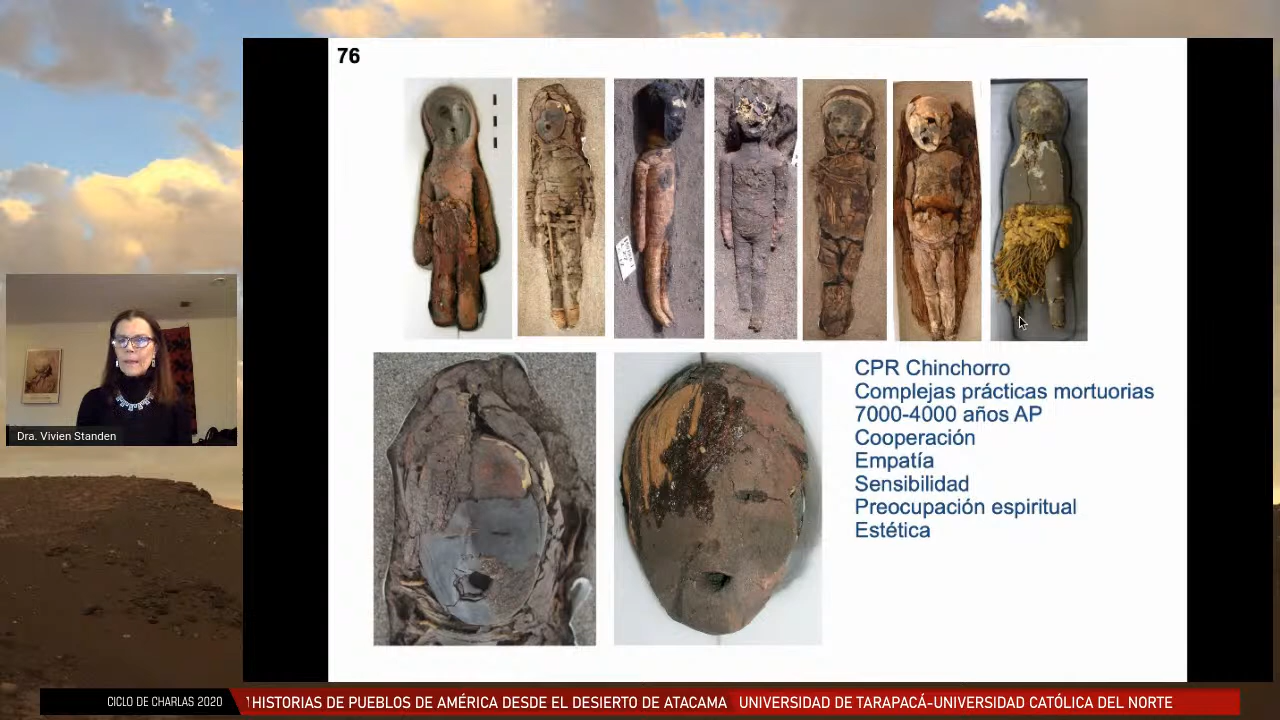 76
CPR Chinchorro
Complejas prácticas mortuorias
7000-4000 años AP
Cooperación
Empatía
Sensibilidad
Preocupación espiritual
Estética
Dra. Vivien Standen
CICLO DE CHARLAS 2020
HISTORIAS DE PUEBLOS DE AMÉRICA DESDE EL DESIERTO DE ATACAMA UNIVERSIDAD DE TARAPACÁ-UNIVERSIDAD CATÓLICA DEL NORTE